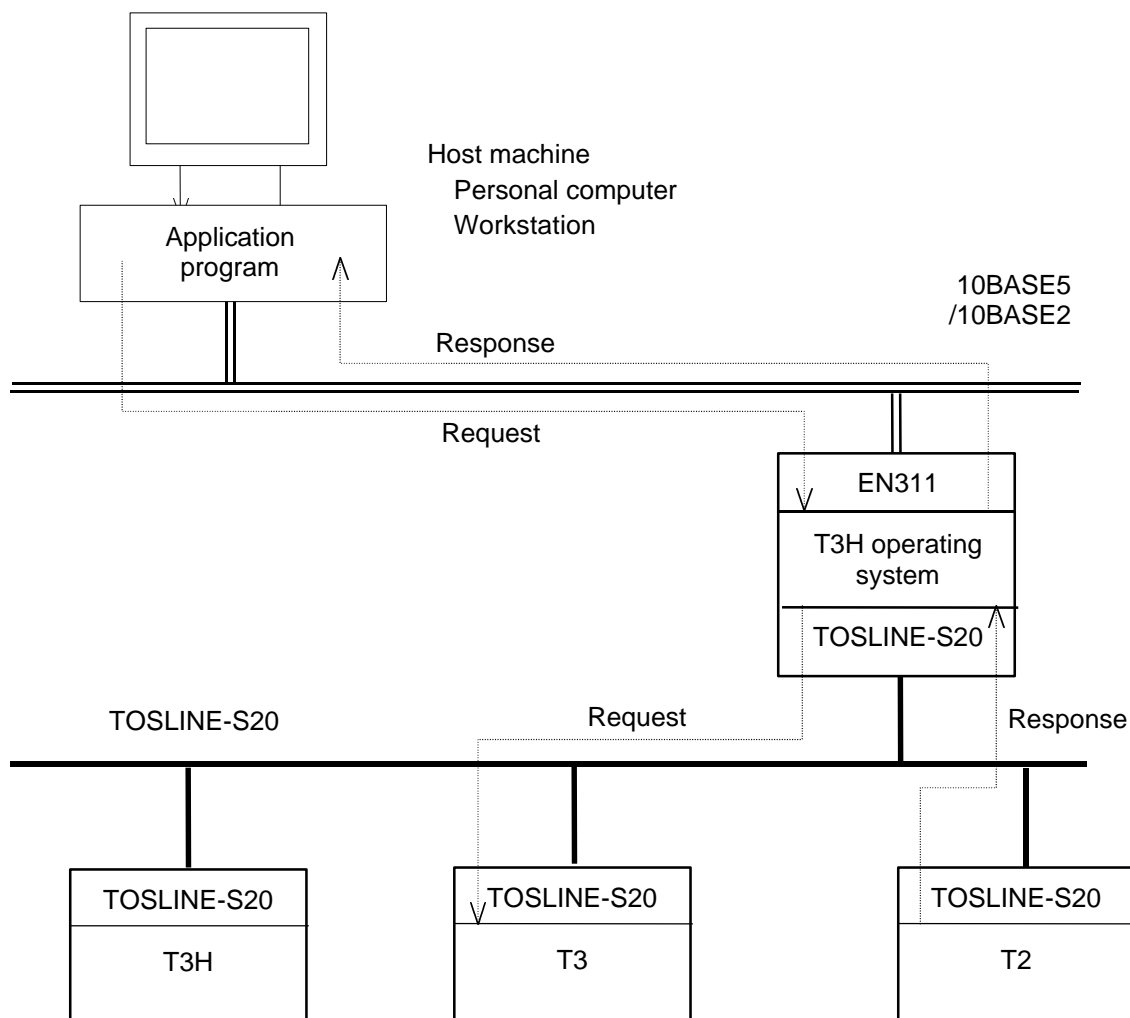 Host machine
Personal computer
Workstation
Application
program
10BASE5
/10BASE2
Response
Request
EN311
T3H operating
system
TOSLINE-S20
TOSLINE-S20
Request
Response
TOSLINE-S20
TOSLINE-S20
TOSLINE-S20
T3H
T3
T2